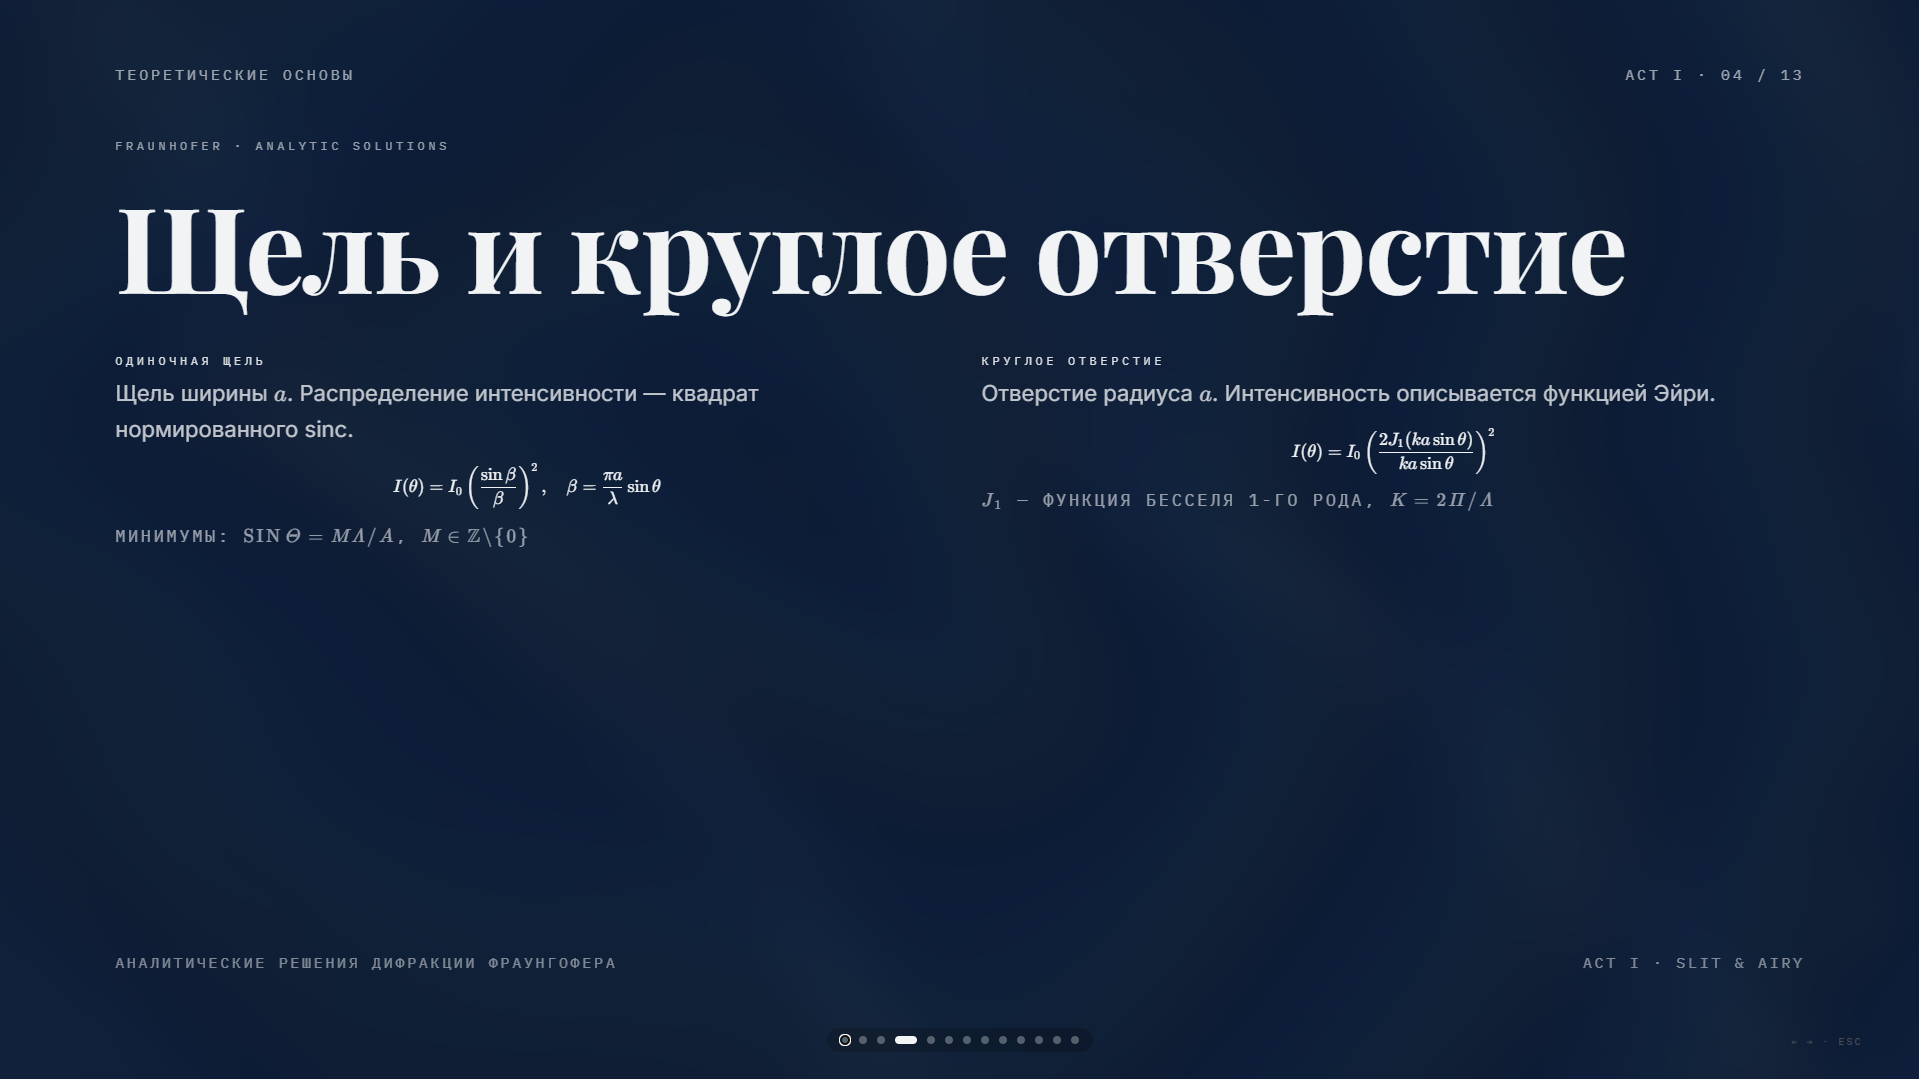 ТЕОРЕТИЧЕСКИЕ ОСНОВЫ
ACT I · 04 / 13
FRAUNHOFER · ANALYTIC SOLUTIONS
Щель и круглое отверстие
ОДИНОЧНАЯ ЩЕЛЬ
Щель ширины a. Распределение интенсивности — квадрат
нормированного sinc.
I(θ) = I₀ (sin β / β)², β = πa/λ sin θ
МИНИМУМЫ: SIN Θ = MΛ/A, M ∈ ℤ\{0}
КРУГЛОЕ ОТВЕРСТИЕ
Отверстие радиуса a. Интенсивность описывается функцией Эйри.
I(θ) = I₀ (2J₁(ka sin θ) / ka sin θ)²
J₁ — ФУНКЦИЯ БЕССЕЛЯ 1-ГО РОДА, K = 2Π/Λ
АНАЛИТИЧЕСКИЕ РЕШЕНИЯ ДИФРАКЦИИ ФРАУНГОФЕРА
ACT I · SLIT & AIRY
← → · ESC